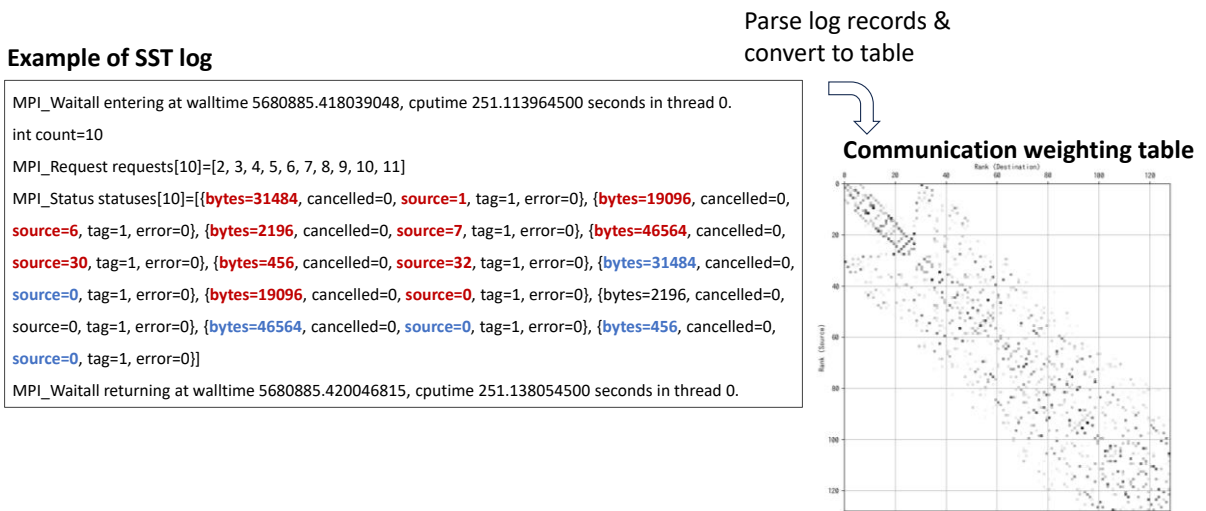 Parse log records &
convert to table
Example of SST log
MPI_Waitall entering at walltime 5680885.418039048, cputime 251.113964500 seconds in thread 0.
int count=10
MPI_Request requests[10]=[2, 3, 4, 5, 6, 7, 8, 9, 10, 11]
MPI_Status statuses[10]=[{bytes=31484, cancelled=0, source=1, tag=1, error=0}, {bytes=19096, cancelled=0,
source=6, tag=1, error=0}, {bytes=2196, cancelled=0, source=7, tag=1, error=0}, {bytes=46564, cancelled=0,
source=30, tag=1, error=0}, {bytes=456, cancelled=0, source=32, tag=1, error=0}, {bytes=31484, cancelled=0,
source=0, tag=1, error=0}, {bytes=19096, cancelled=0, source=0, tag=1, error=0}, {bytes=2196, cancelled=0,
source=0, tag=1, error=0}, {bytes=46564, cancelled=0, source=0, tag=1, error=0}, {bytes=456, cancelled=0,
source=0, tag=1, error=0}]
MPI_Waitall returning at walltime 5680885.420046815, cputime 251.138054500 seconds in thread 0.
Communication weighting table
Rank (Destination)
0 20 40 60 80 100 120
0
20
40
60
80
100
120
Rank (Source)